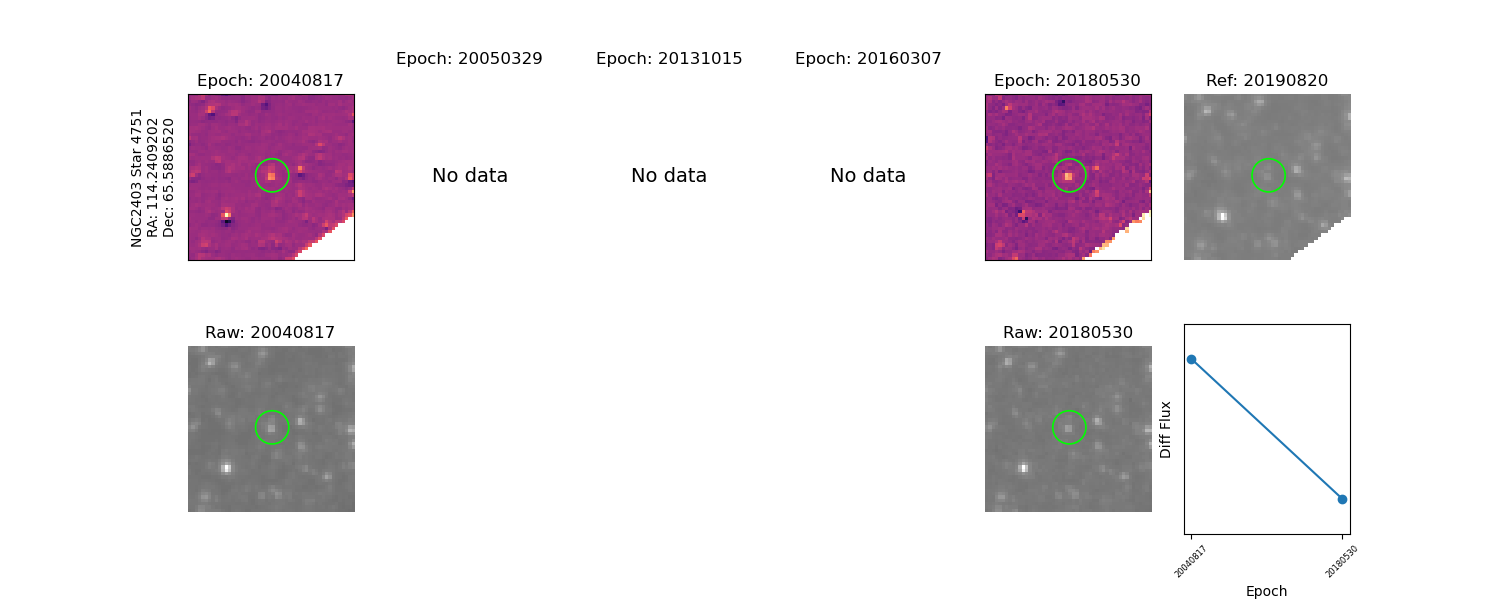 Epoch: 20040817
Epoch: 20050329
Epoch: 20131015
Epoch: 20160307
Epoch: 20180530
Ref: 20190820
NGC2403 Star 4751
RA: 114.2409202
Dec: 65.5886520
No data
No data
No data
Raw: 20040817
Raw: 20180530
Diff Flux
20040817
20180530
Epoch